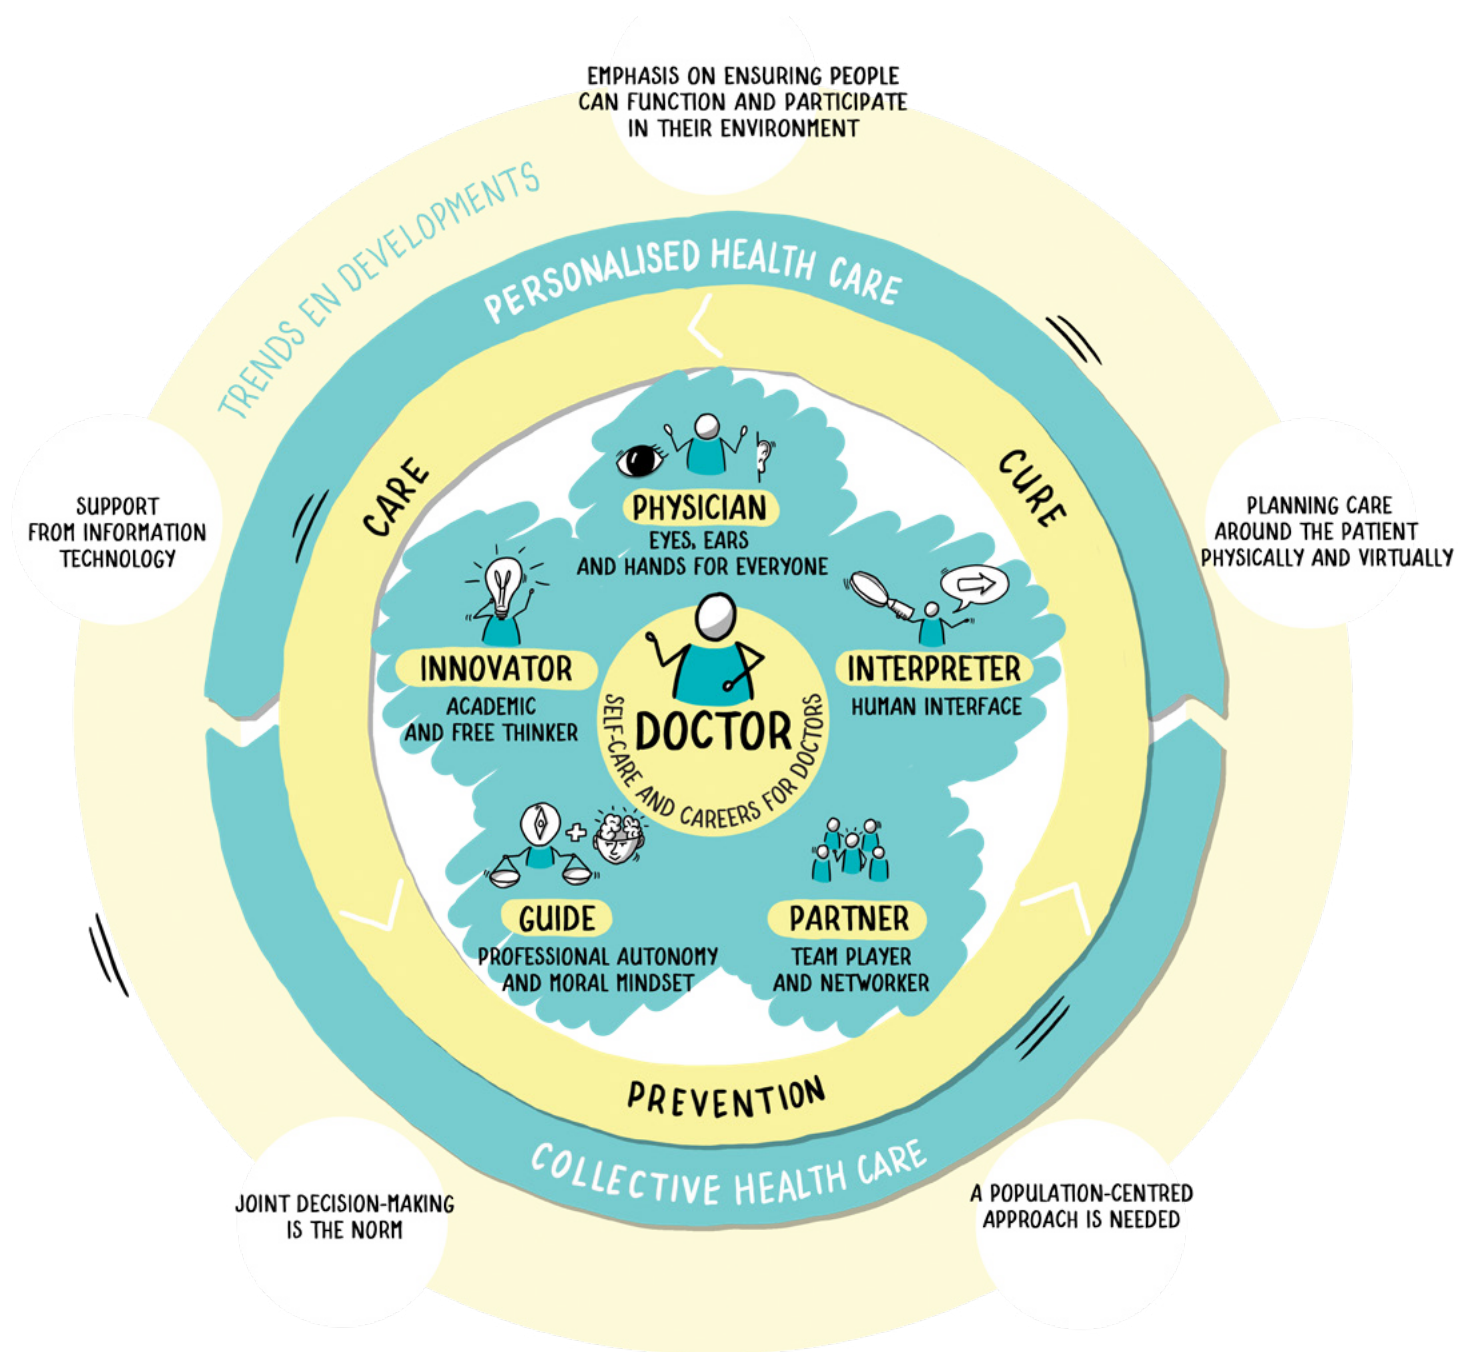 EMPHASIS ON ENSURING PEOPLE
CAN FUNCTION AND PARTICIPATE
IN THEIR ENVIRONMENT
TRENDS EN DEVELOPMENTS
PERSONALISED HEALTH CARE
SUPPORT
FROM INFORMATION
TECHNOLOGY
PLANNING CARE
AROUND THE PATIENT
PHYSICALLY AND VIRTUALLY
CARE
CURE
PHYSICIAN
EYES, EARS
AND HANDS FOR EVERYONE
INNOVATOR
ACADEMIC
AND FREE THINKER
INTERPRETER
HUMAN INTERFACE
DOCTOR
SELF-CARE AND CAREERS FOR DOCTORS
GUIDE
PROFESSIONAL AUTONOMY
AND MORAL MINDSET
PARTNER
TEAM PLAYER
AND NETWORKER
PREVENTION
COLLECTIVE HEALTH CARE
JOINT DECISION-MAKING
IS THE NORM
A POPULATION-CENTRED
APPROACH IS NEEDED